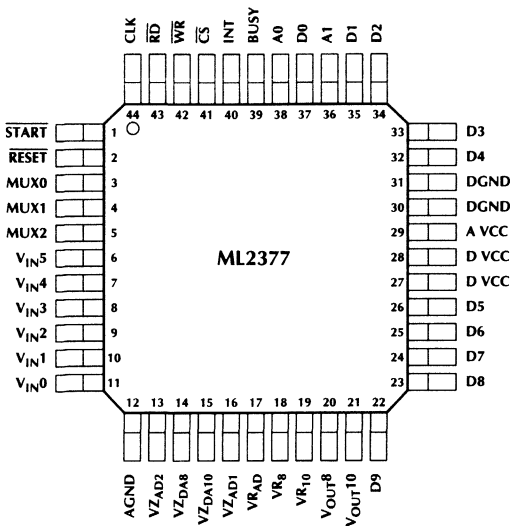 CLK RD WR CS INT BUSY A0 D0 A1 D1 D2
44 43 42 41 40 39 38 37 36 35 34
START 1
RESET 2
MUX0 3
MUX1 4
MUX2 5
VIN5 6
VIN4 7
VIN3 8
VIN2 9
VIN1 10
VIN0 11
ML2377
33 D3
32 D4
31 DGND
30 DGND
29 A VCC
28 D VCC
27 D VCC
26 D5
25 D6
24 D7
23 D8
12 13 14 15 16 17 18 19 20 21 22
AGND VZAD2 VZDA8 VZDA10 VZAD1 VRAD VR8 VR10 VOUT8 VOUT10 D9